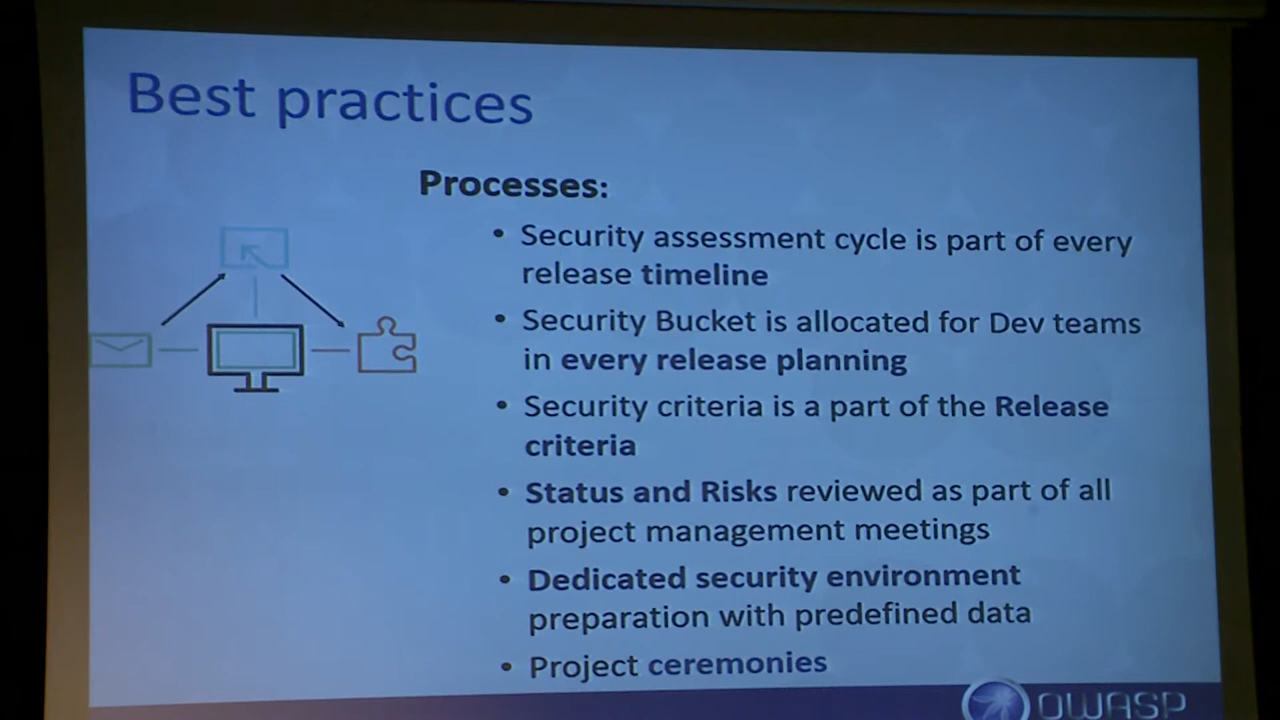 Best practices
Processes:
• Security assessment cycle is part of every
release timeline
• Security Bucket is allocated for Dev teams
in every release planning
• Security criteria is a part of the Release
criteria
• Status and Risks reviewed as part of all
project management meetings
• Dedicated security environment
preparation with predefined data
• Project ceremonies
OWASP